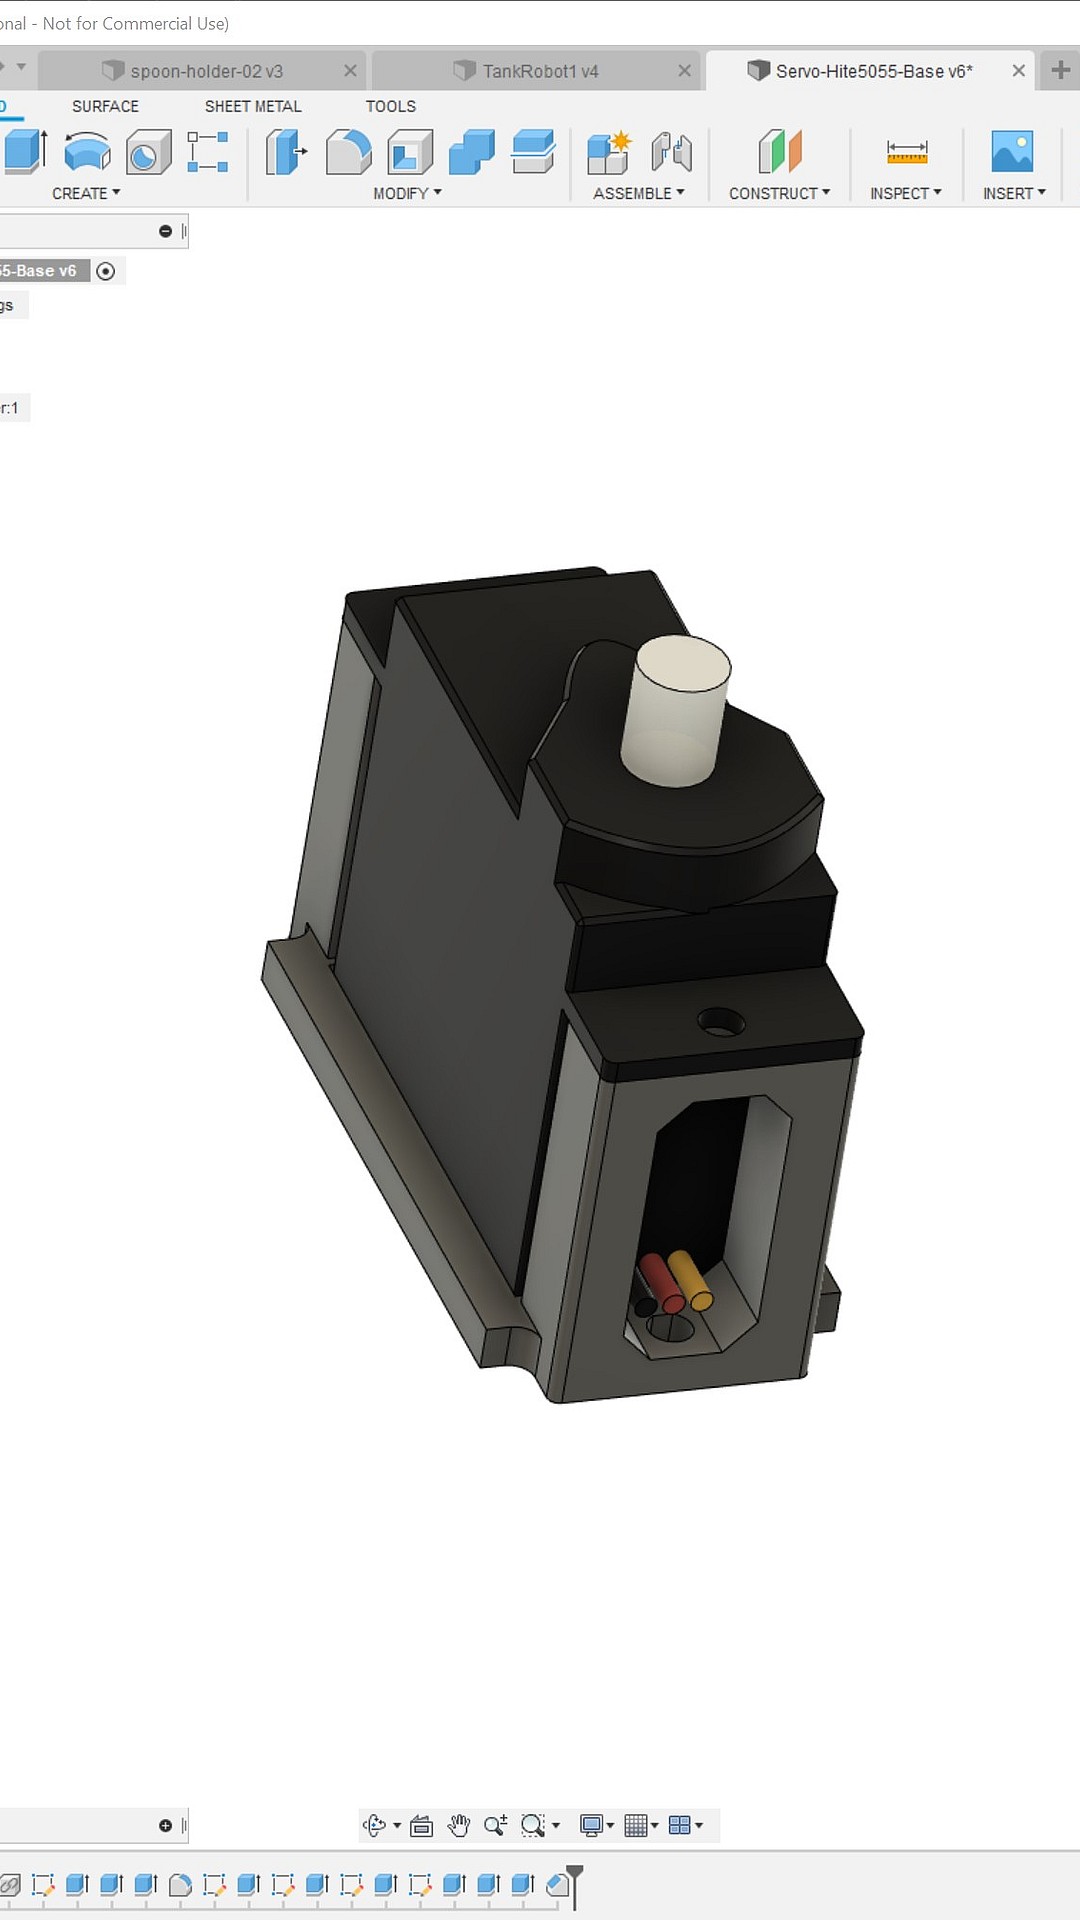 onal - Not for Commercial Use)
spoon-holder-02 v3
TankRobot1 v4
Servo-Hite5055-Base v6*
SURFACE
SHEET METAL
TOOLS
CREATE
MODIFY
ASSEMBLE
CONSTRUCT
INSPECT
INSERT
55-Base v6
gs
r:1